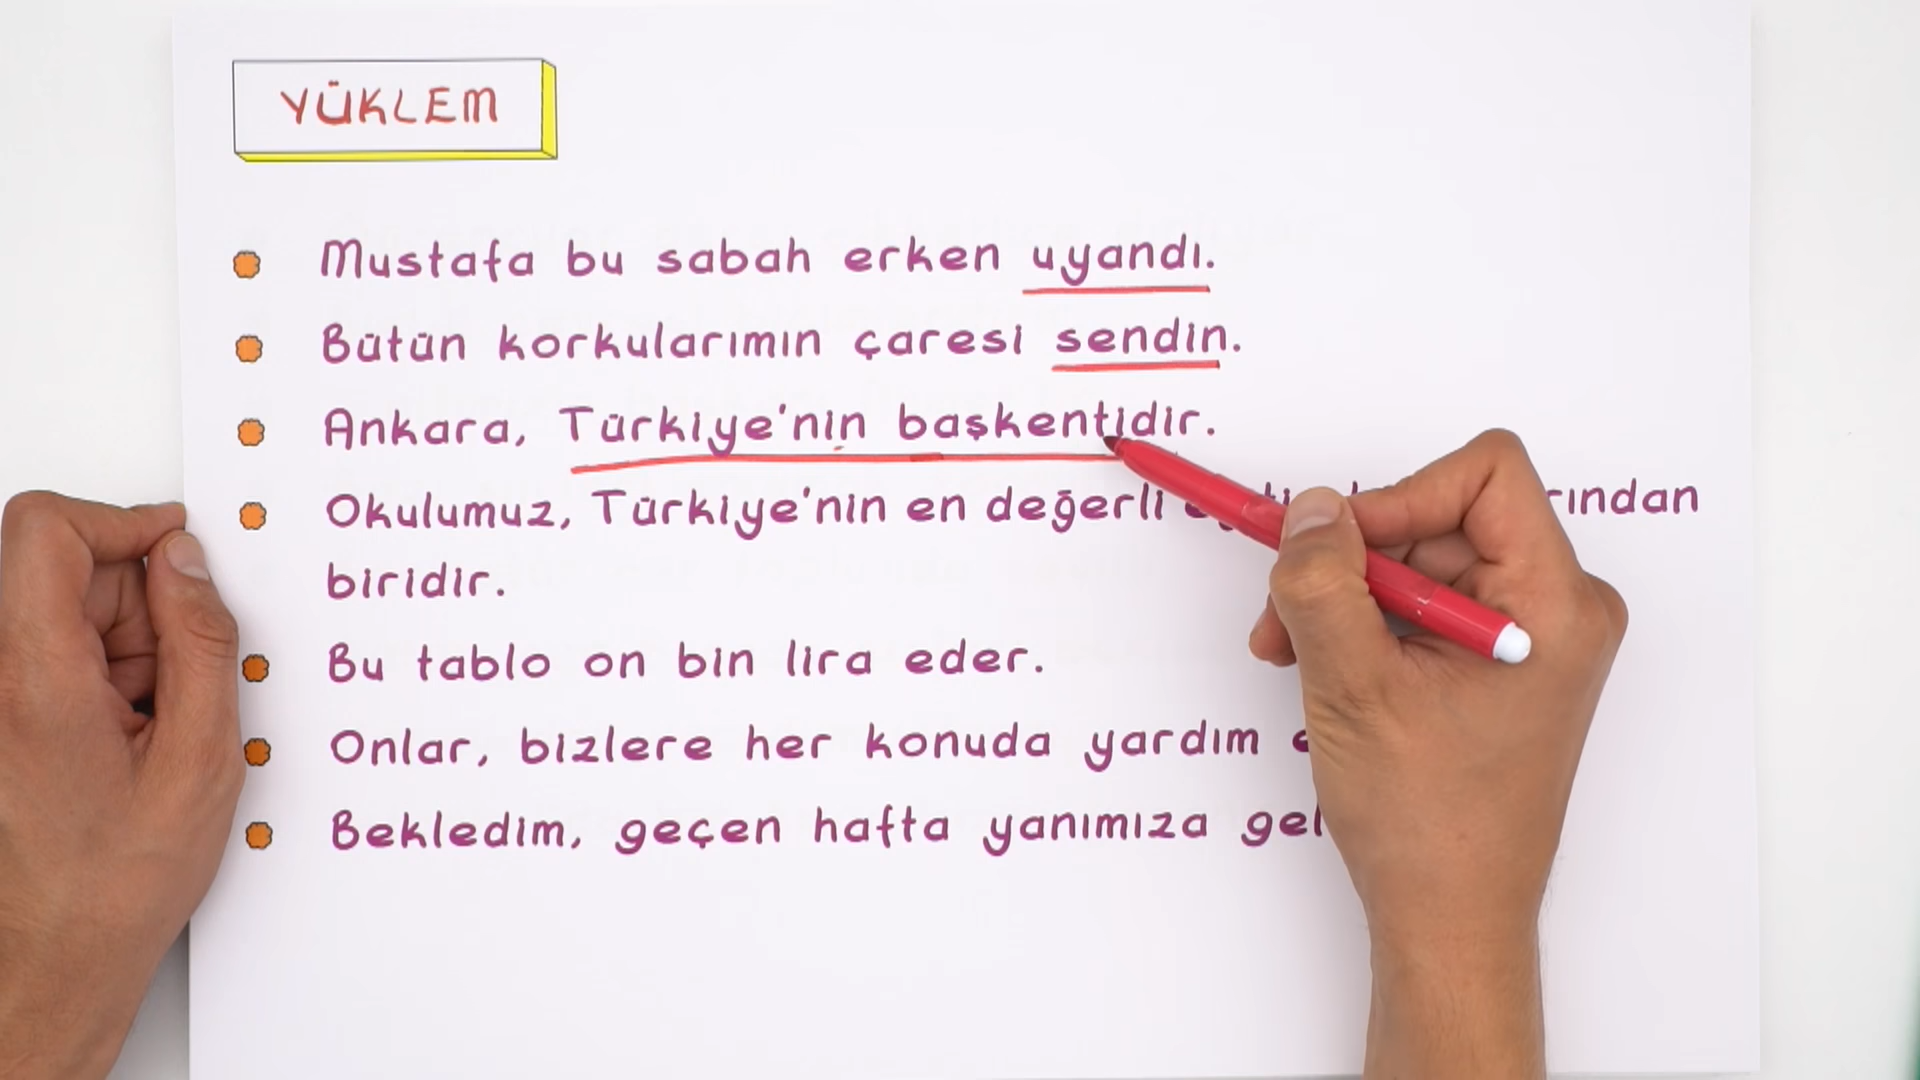 YÜKLEM
Mustafa bu sabah erken uyandı.
Bütün korkularımın çaresi sendin.
Ankara, Türkiye'nin başkentidir.
Okulumuz, Türkiye'nin en değerli
biridir.
Bu tablo on bin lira eder.
Onlar, bizlere her konuda yardım
Bekledim, geçen hafta yanımıza